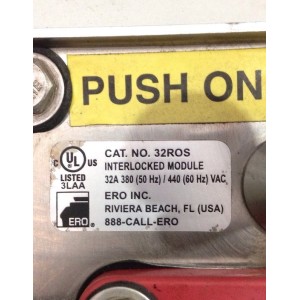 PUSH ON
CAT. NO. 32ROS
INTERLOCKED MODULE
32A 380 (50 Hz) / 440 (60 Hz) VAC
C UL US
LISTED
3LAA
ERO
ERO INC.
RIVIERA BEACH, FL (USA)
888-CALL-ERO